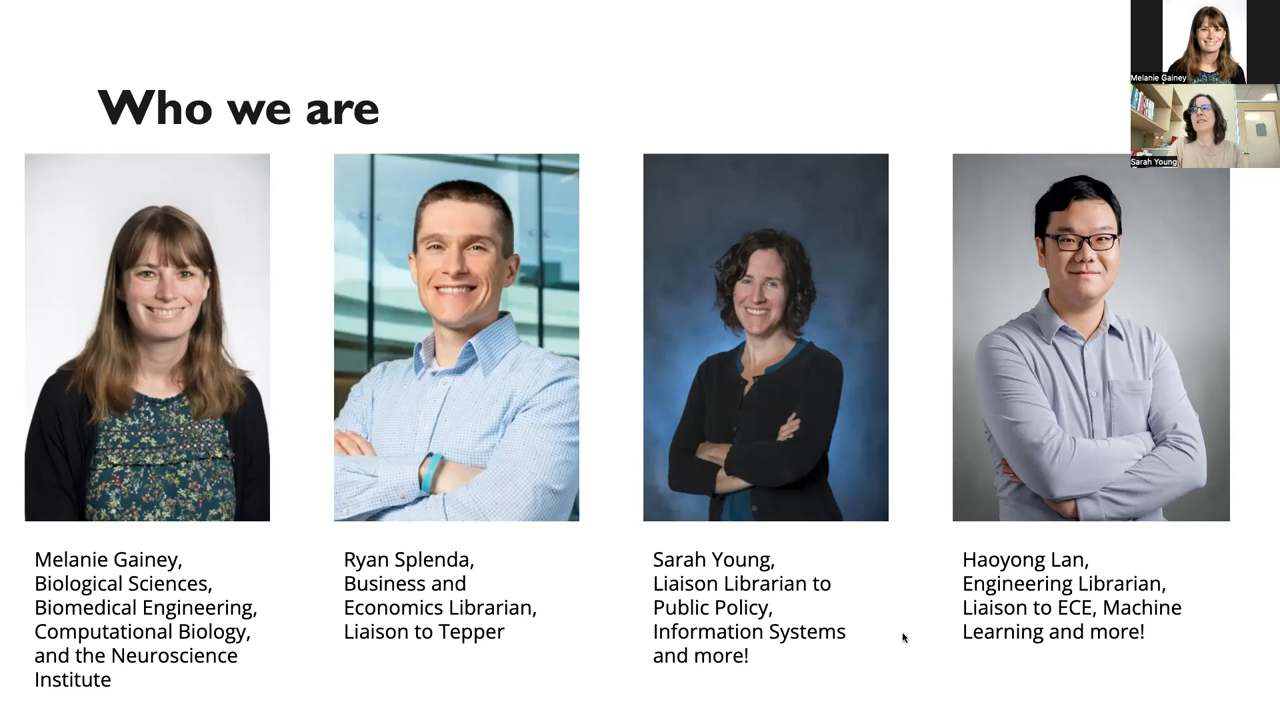 Who we are
Melanie Gainey
Sarah Young
Melanie Gainey,
Biological Sciences,
Biomedical Engineering,
Computational Biology,
and the Neuroscience
Institute
Ryan Splenda,
Business and
Economics Librarian,
Liaison to Tepper
Sarah Young,
Liaison Librarian to
Public Policy,
Information Systems
and more!
Haoyong Lan,
Engineering Librarian,
Liaison to ECE, Machine
Learning and more!